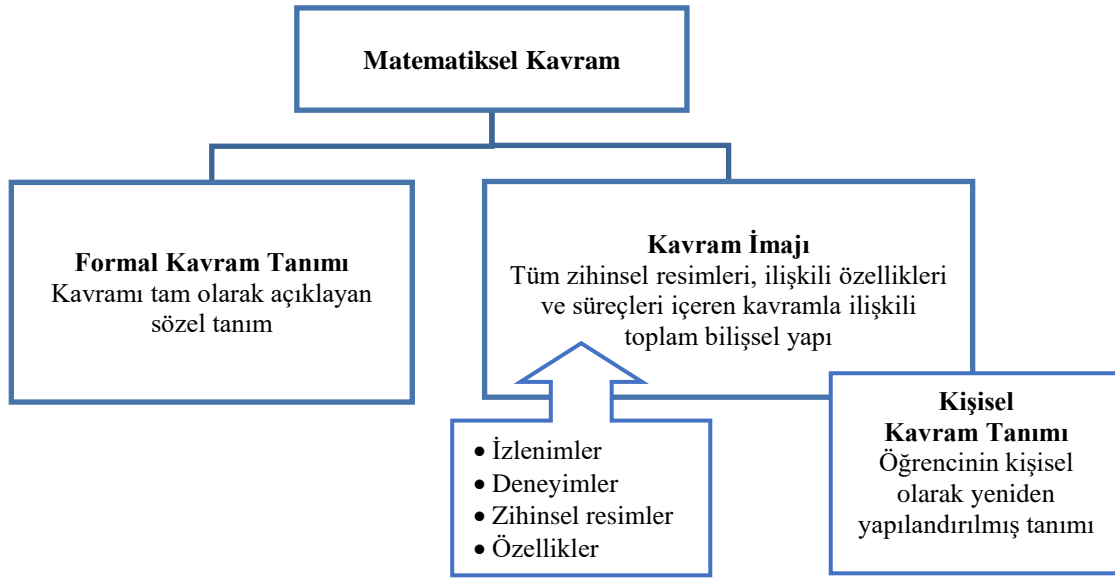 Matematiksel Kavram
Formal Kavram Tanımı
Kavramı tam olarak açıklayan
sözel tanım
Kavram İmajı
Tüm zihinsel resimleri, ilişkili özellikleri
ve süreçleri içeren kavramla ilişkili
toplam bilişsel yapı
• İzlenimler
• Deneyimler
• Zihinsel resimler
• Özellikler
Kişisel
Kavram Tanımı
Öğrencinin kişisel
olarak yeniden
yapılandırılmış tanımı